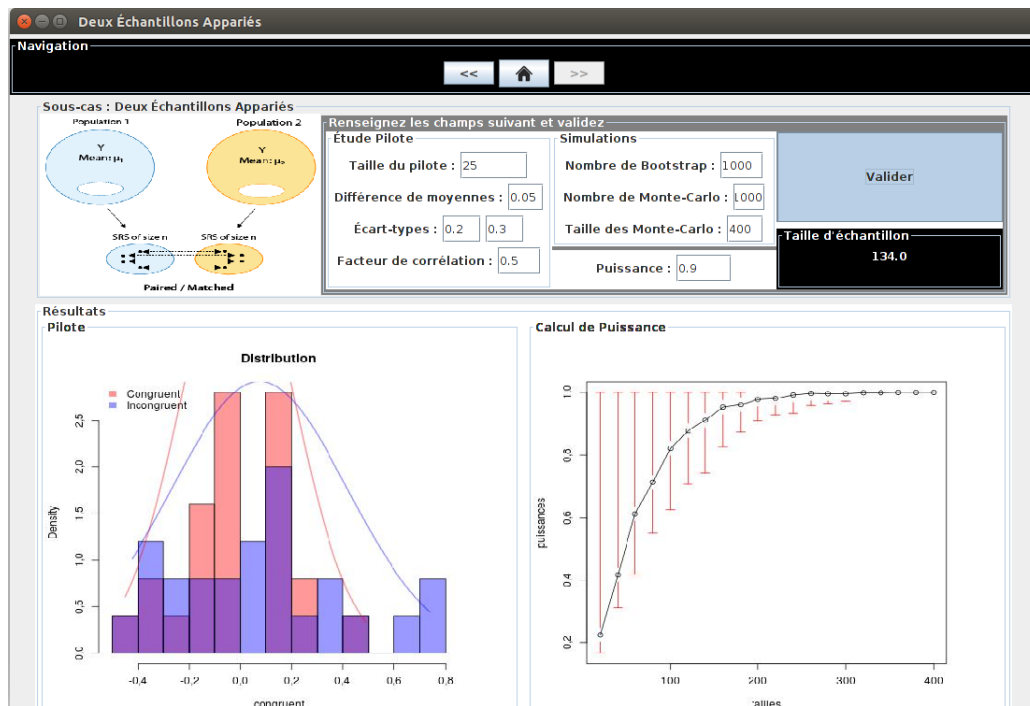 Deux Échantillons Appariés
Navigation
<< >>
Sous-cas : Deux Échantillons Appariés
Population 1 Population 2
Y Y
Mean: μ₁ Mean: μ₂
SRS of size n SRS of size n
Paired / Matched
Renseignez les champs suivant et validez
Étude Pilote
Taille du pilote : 25
Différence de moyennes : 0.05
Écart-types : 0.2 0.3
Facteur de corrélation : 0.5
Simulations
Nombre de Bootstrap : 1000
Nombre de Monte-Carlo : 1000
Taille des Monte-Carlo : 400
Puissance : 0.9
Valider
Taille d'échantillon
134.0
Résultats
Pilote
Distribution
Congruent
Incongruent
Density
2,5
2,0
1,5
1,0
0,5
0,0
-0,4 -0,2 0,0 0,2 0,4 0,6 0,8
congruent
Calcul de Puissance
puissances
1,0
0,8
0,6
0,4
0,2
100 200 300 400
tailles